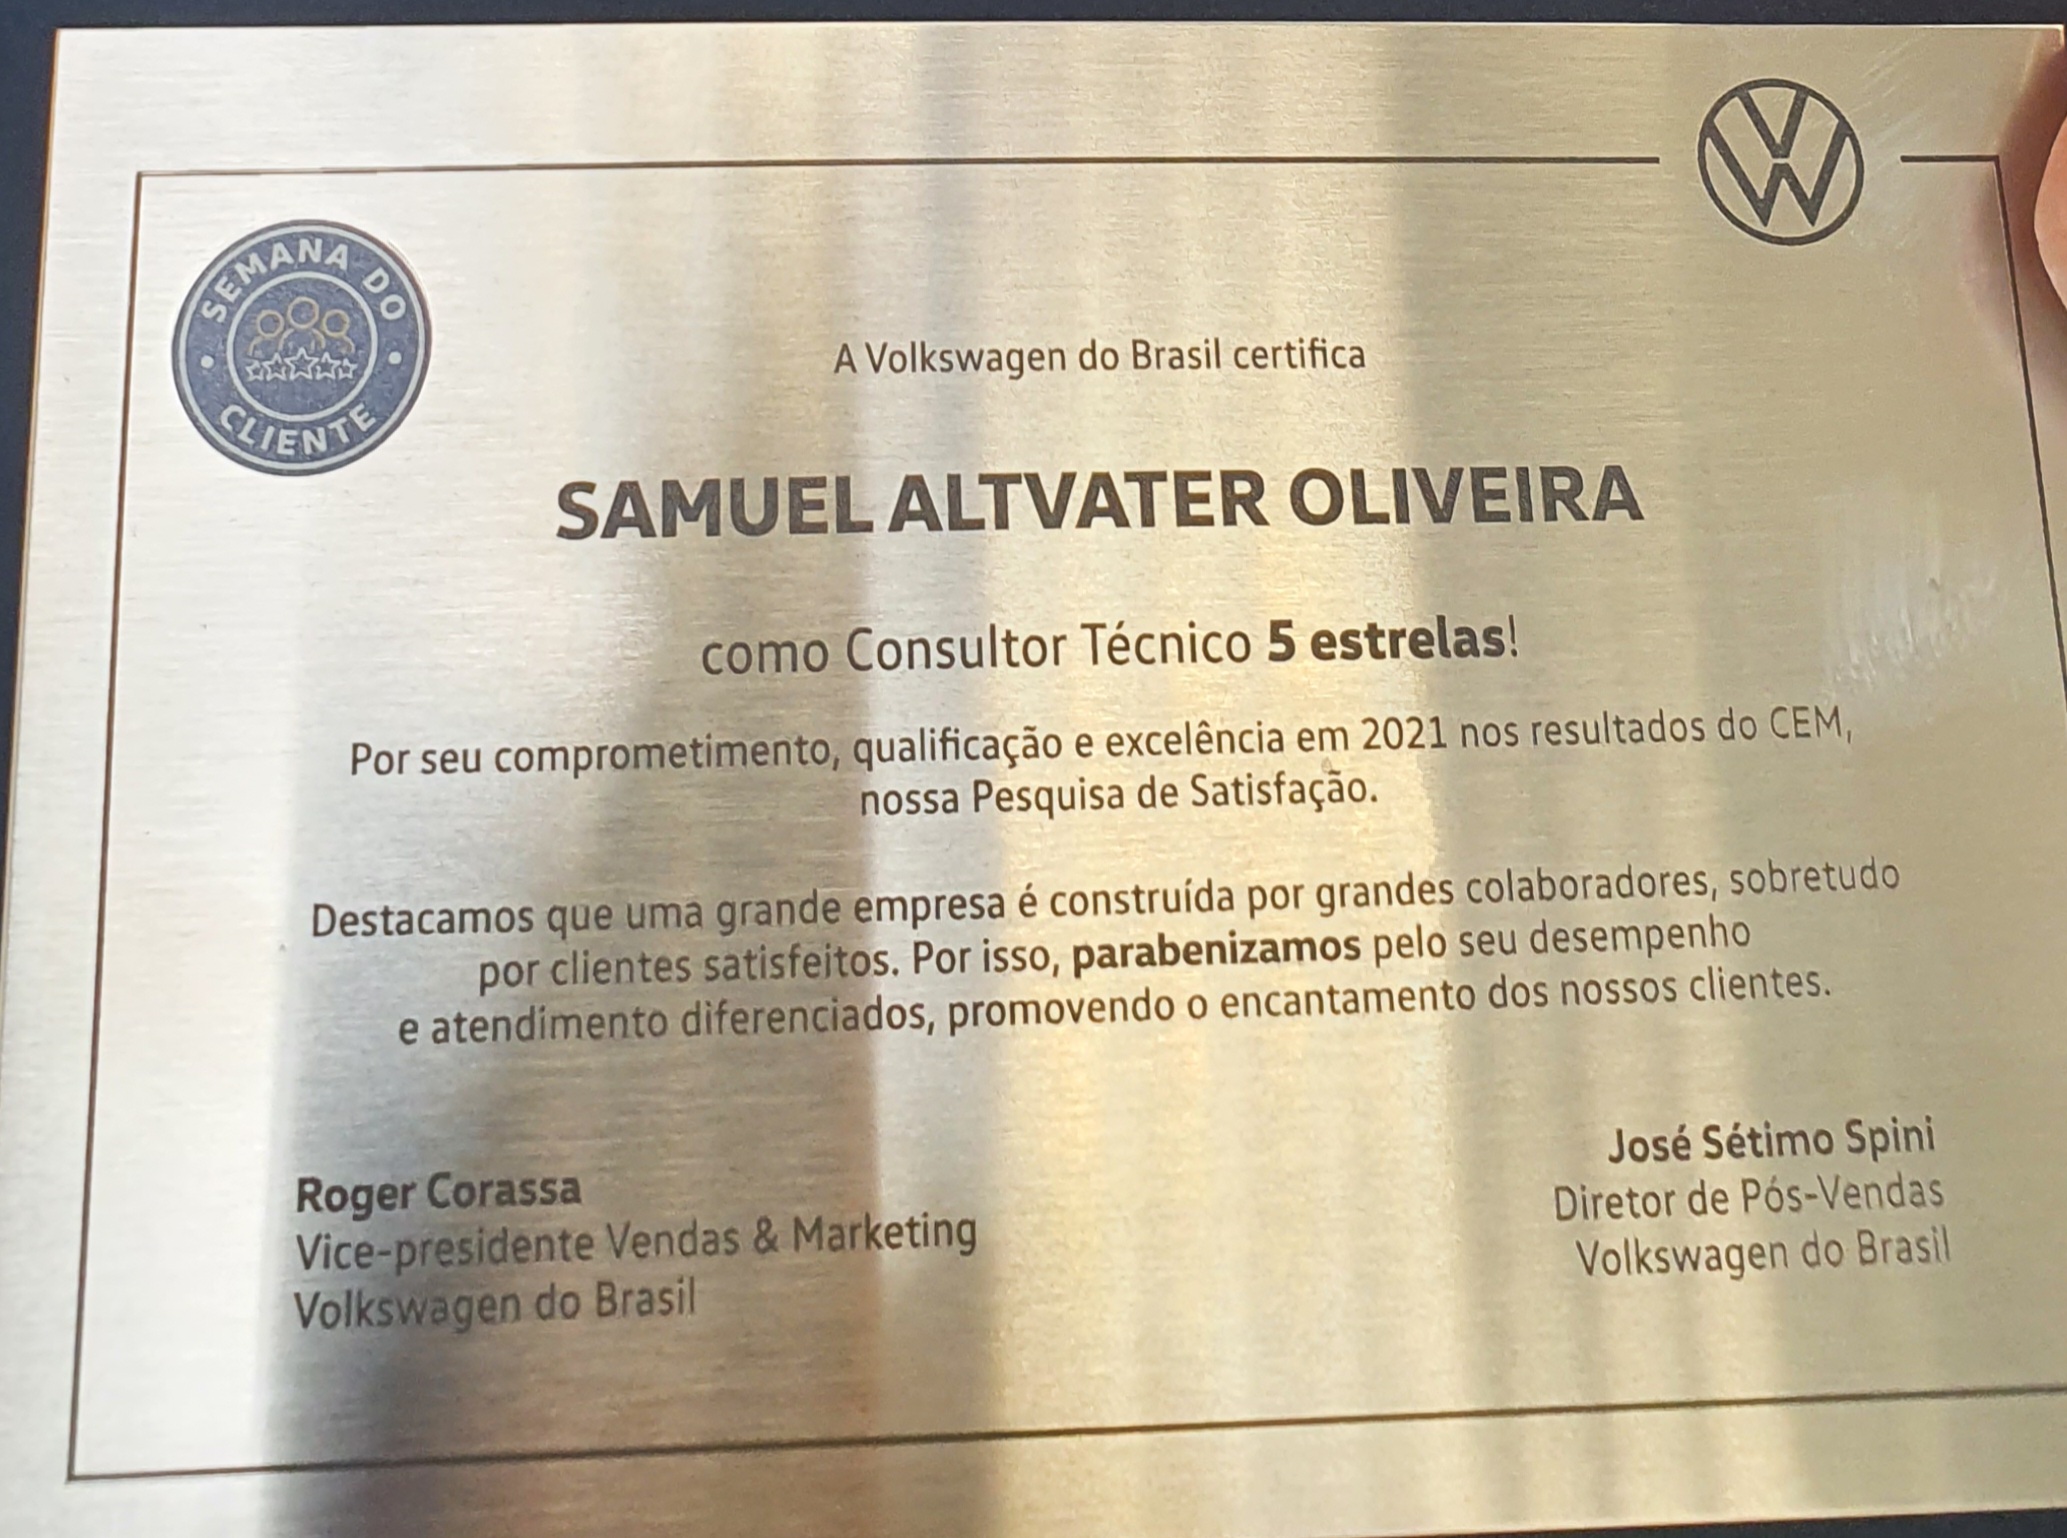 SEMANA DO
CLIENTE
VW
A Volkswagen do Brasil certifica
SAMUEL ALTVATER OLIVEIRA
como Consultor Técnico 5 estrelas!
Por seu comprometimento, qualificação e excelência em 2021 nos resultados do CEM,
nossa Pesquisa de Satisfação.
Destacamos que uma grande empresa é construída por grandes colaboradores, sobretudo
por clientes satisfeitos. Por isso, parabenizamos pelo seu desempenho
e atendimento diferenciados, promovendo o encantamento dos nossos clientes.
Roger Corassa
Vice-presidente Vendas & Marketing
Volkswagen do Brasil
José Sétimo Spini
Diretor de Pós-Vendas
Volkswagen do Brasil